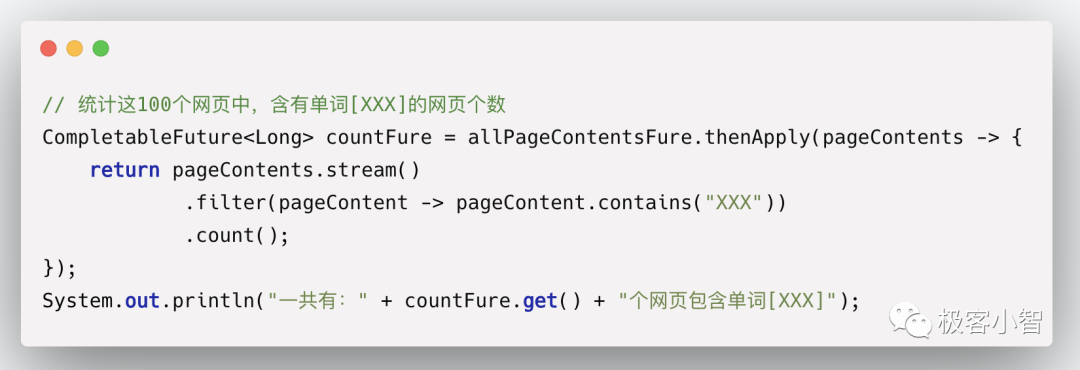 // 统计这100个网页中，含有单词[XXX]的网页个数
CompletableFuture<Long> countFure = allPageContentsFure.thenApply(pageContents -> {
    return pageContents.stream()
            .filter(pageContent -> pageContent.contains("XXX"))
            .count();
});
System.out.println("一共有：" + countFure.get() + "个网页包含单词[XXX]");
极客小智